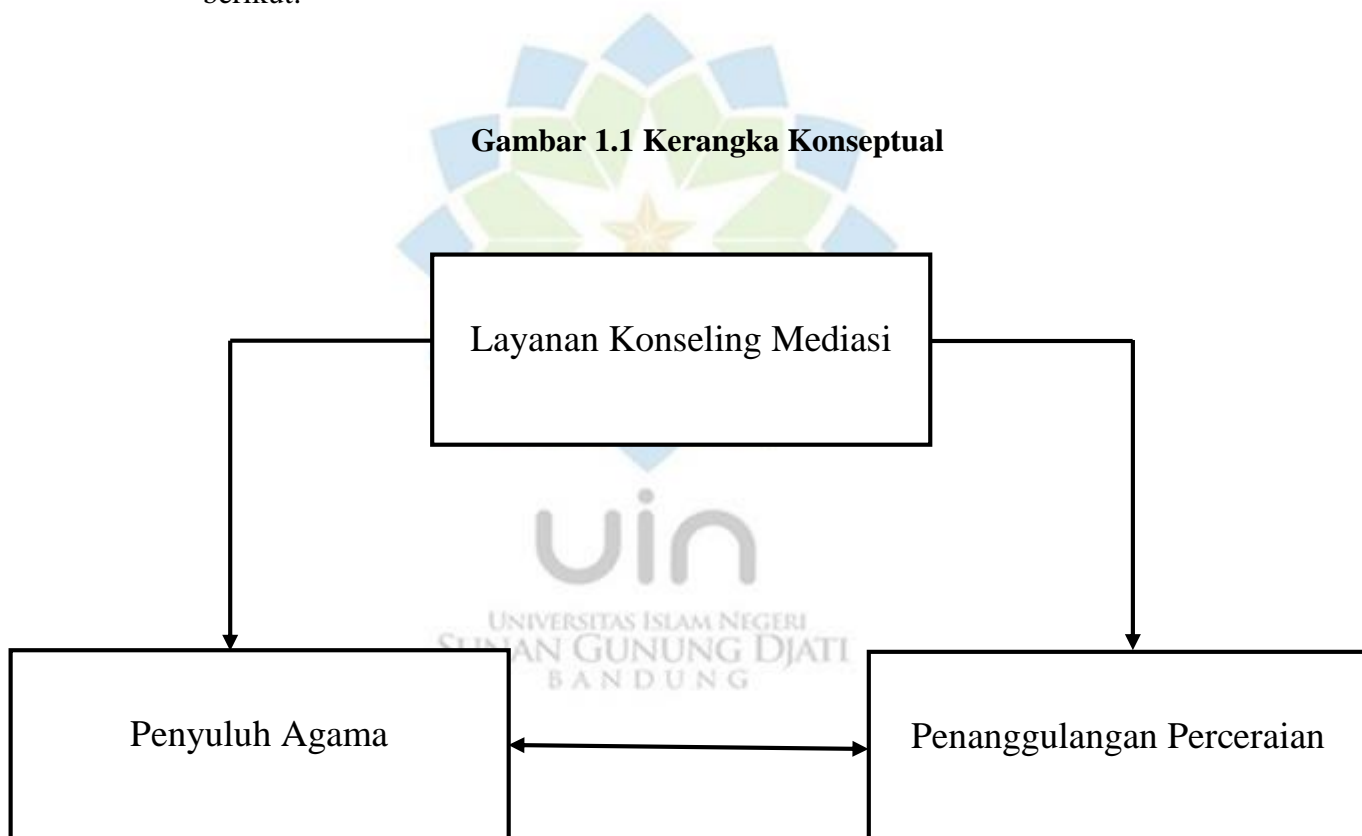 berikut:
Gambar 1.1 Kerangka Konseptual
Layanan Konseling Mediasi
uin
UNIVERSITAS ISLAM NEGERI
SUNAN GUNUNG DJATI
BANDUNG
Penyuluh Agama
Penanggulangan Perceraian